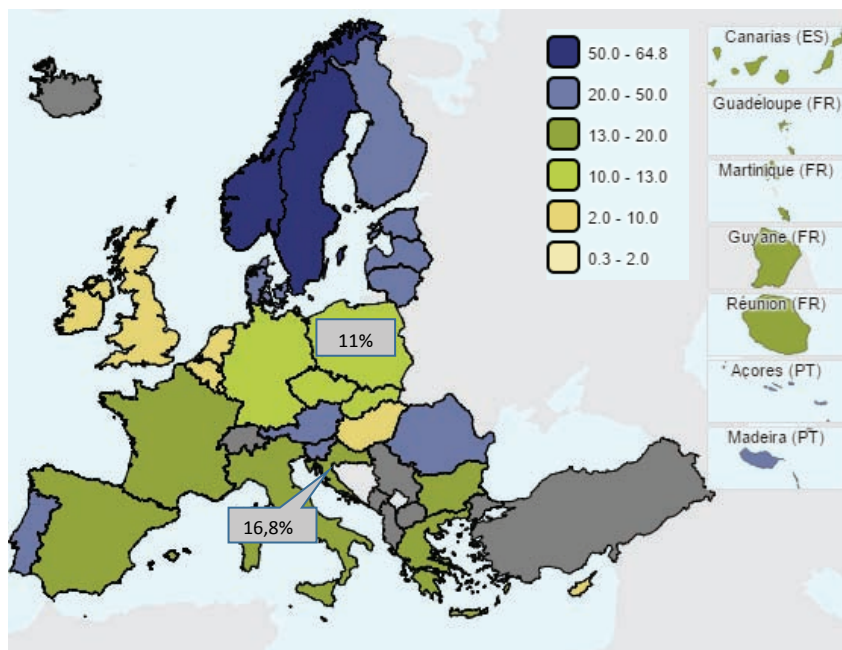 50.0 - 64.8
20.0 - 50.0
13.0 - 20.0
10.0 - 13.0
2.0 - 10.0
0.3 - 2.0
Canarias (ES)
Guadeloupe (FR)
Martinique (FR)
Guyane (FR)
Réunion (FR)
Açores (PT)
Madeira (PT)
11%
16,8%